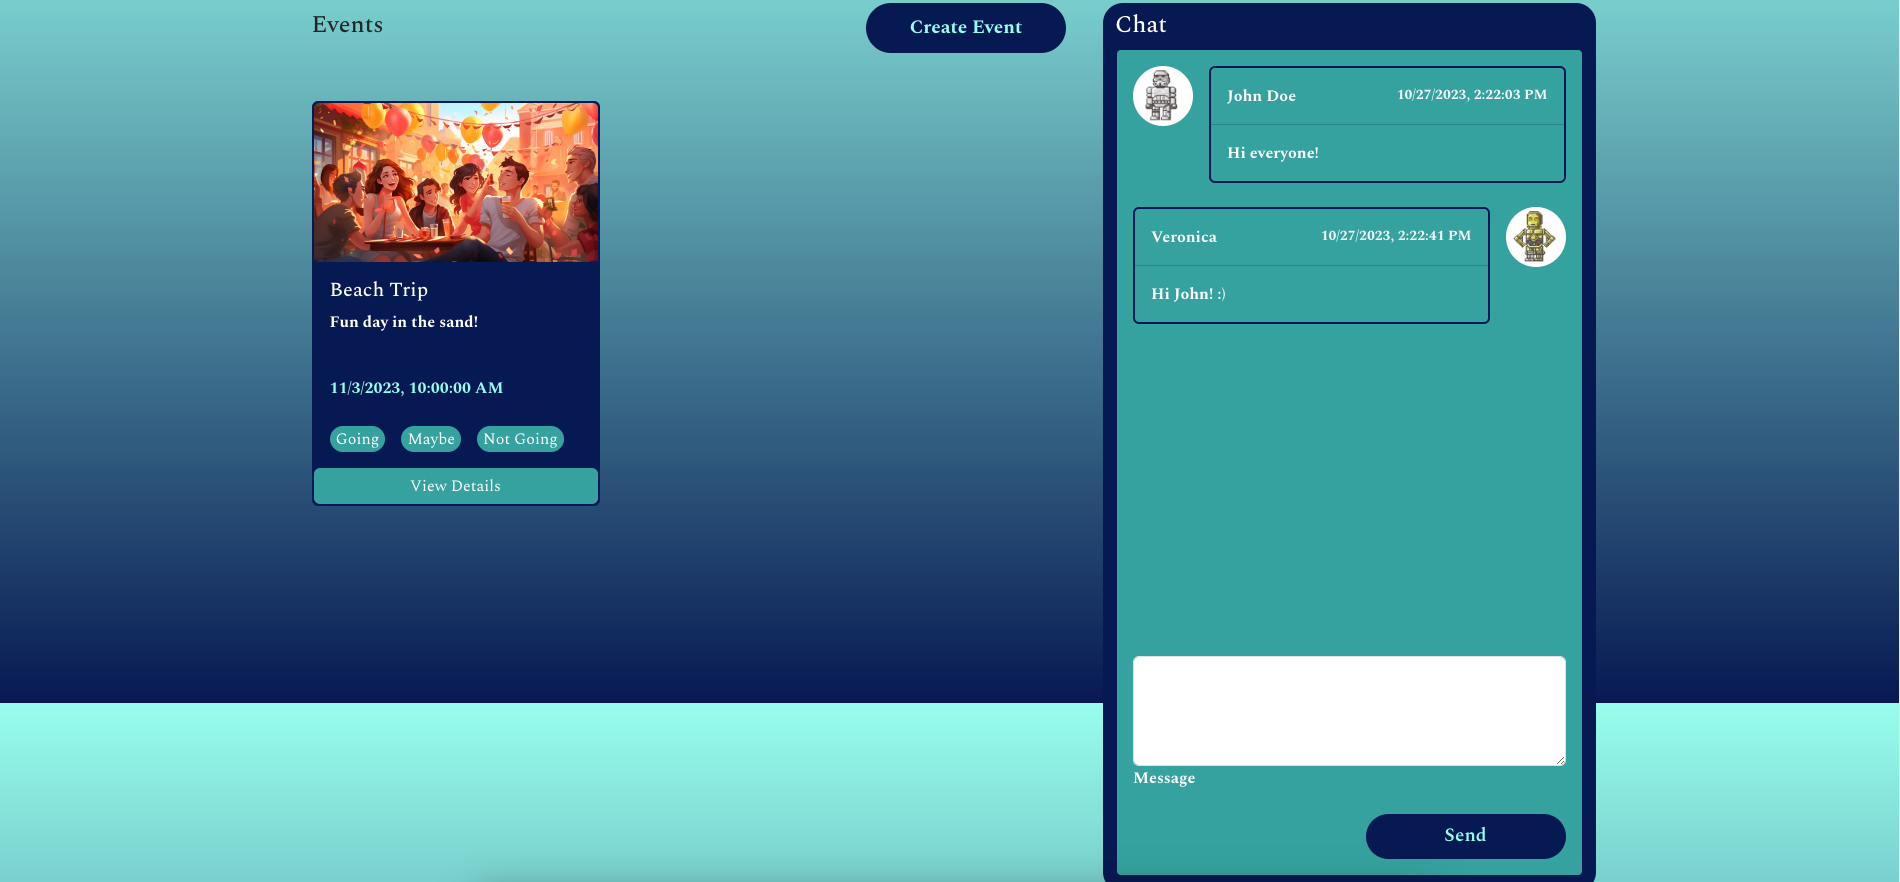 Events
Create Event
Beach Trip
Fun day in the sand!
11/3/2023, 10:00:00 AM
Going
Maybe
Not Going
View Details
Chat
John Doe
10/27/2023, 2:22:03 PM
Hi everyone!
Veronica
10/27/2023, 2:22:41 PM
Hi John! :)
Message
Send